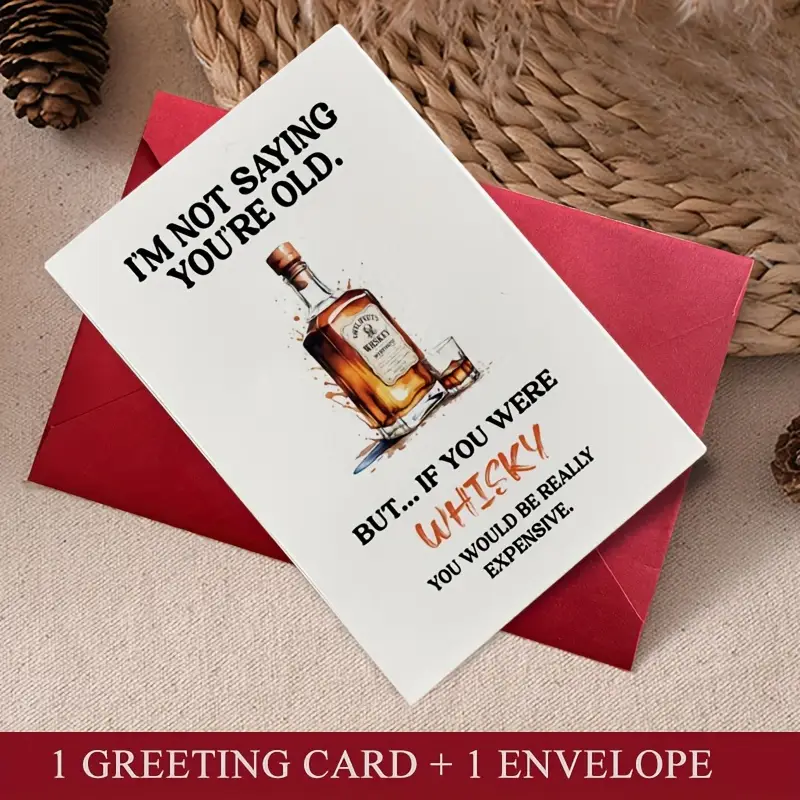 I'M NOT SAYING
YOU'RE OLD.
WHISKEY
BUT... IF YOU WERE
WHISKY
YOU WOULD BE REALLY
EXPENSIVE.
1 GREETING CARD + 1 ENVELOPE